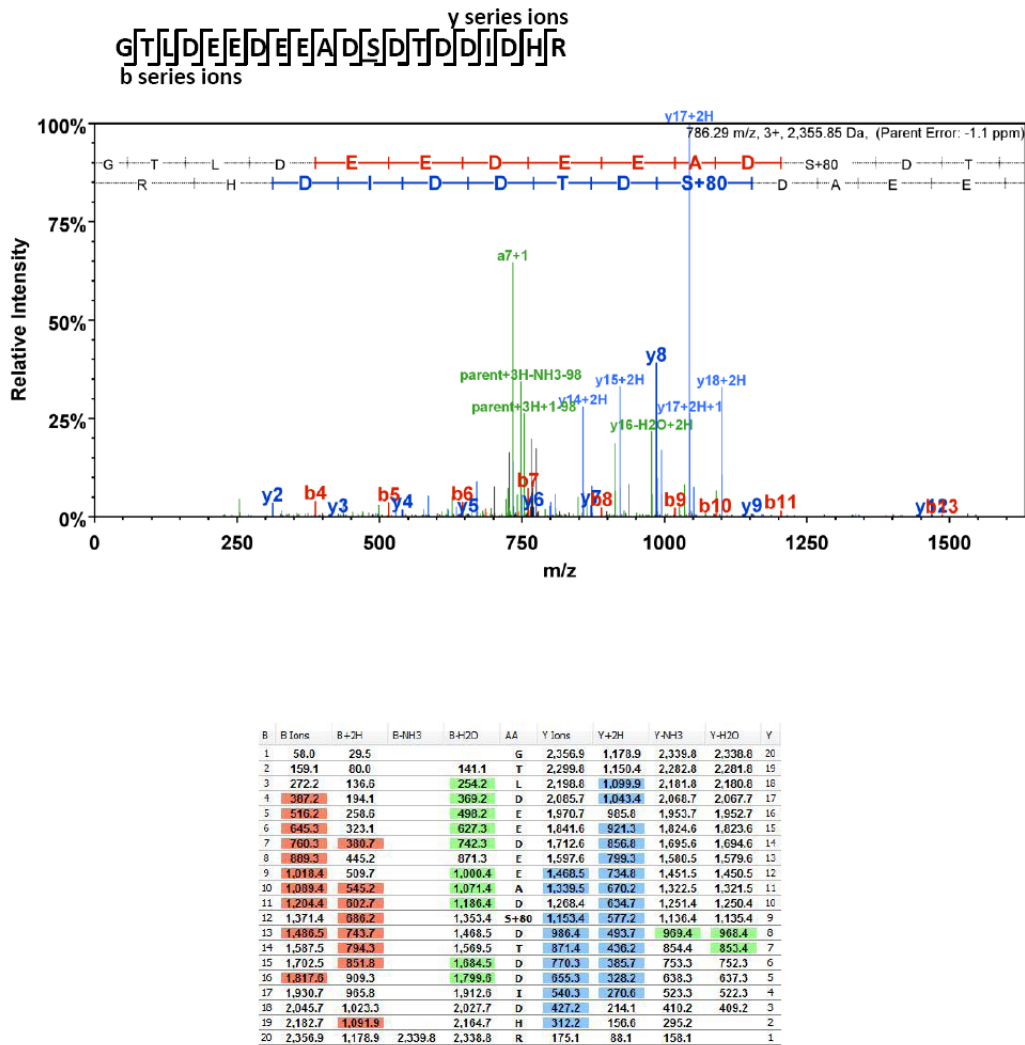 y series ions
GTLDEEDEEADSDTDDIDHR
b series ions
y17+2H
100%
786.29 m/z, 3+, 2,355.85 Da, (Parent Error: -1.1 ppm)
G T L D E E D E E A D S+80 D T
R H D I D D T D S+80 D A E E
75%
a7+1
50%
y8
parent+3H-NH3-98
y15+2H y18+2H
y14+2H
parent+3H+1-98 y17+2H+1
25%
y16-H2O+2H
b7
y2 b4 y3 b5 y4 b6 y5 y6 y7 b8 b9 b10 y9 b11 y12 b13
0%
0 250 500 750 1000 1250 1500
Relative Intensity
m/z
B B Ions B+2H B-NH3 B-H2O AA Y Ions Y+2H Y-NH3 Y-H2O Y
1 58.0 29.5 G 2,356.9 1,178.9 2,339.8 2,338.8 20
2 159.1 80.0 141.1 T 2,299.8 1,150.4 2,282.8 2,281.8 19
3 272.2 136.6 254.2 L 2,198.8 1,099.9 2,181.8 2,180.8 18
4 387.2 194.1 369.2 D 2,085.7 1,043.4 2,068.7 2,067.7 17
5 516.2 258.6 498.2 E 1,970.7 985.8 1,953.7 1,952.7 16
6 645.3 323.1 627.3 E 1,841.6 921.3 1,824.6 1,823.6 15
7 760.3 380.7 742.3 D 1,712.6 856.8 1,695.6 1,694.6 14
8 889.3 445.2 871.3 E 1,597.6 799.3 1,580.5 1,579.6 13
9 1,018.4 509.7 1,000.4 E 1,468.5 734.8 1,451.5 1,450.5 12
10 1,089.4 545.2 1,071.4 A 1,339.5 670.2 1,322.5 1,321.5 11
11 1,204.4 602.7 1,186.4 D 1,268.4 634.7 1,251.4 1,250.4 10
12 1,371.4 686.2 1,353.4 S+80 1,153.4 577.2 1,136.4 1,135.4 9
13 1,486.5 743.7 1,468.5 D 986.4 493.7 969.4 968.4 8
14 1,587.5 794.3 1,569.5 T 871.4 436.2 854.4 853.4 7
15 1,702.5 851.8 1,684.5 D 770.3 385.7 753.3 752.3 6
16 1,817.6 909.3 1,799.6 D 655.3 328.2 638.3 637.3 5
17 1,930.7 965.8 1,912.6 I 540.3 270.6 523.3 522.3 4
18 2,045.7 1,023.3 2,027.7 D 427.2 214.1 410.2 409.2 3
19 2,182.7 1,091.9 2,164.7 H 312.2 156.6 295.2 2
20 2,356.9 1,178.9 2,339.8 2,338.8 R 175.1 88.1 158.1 1